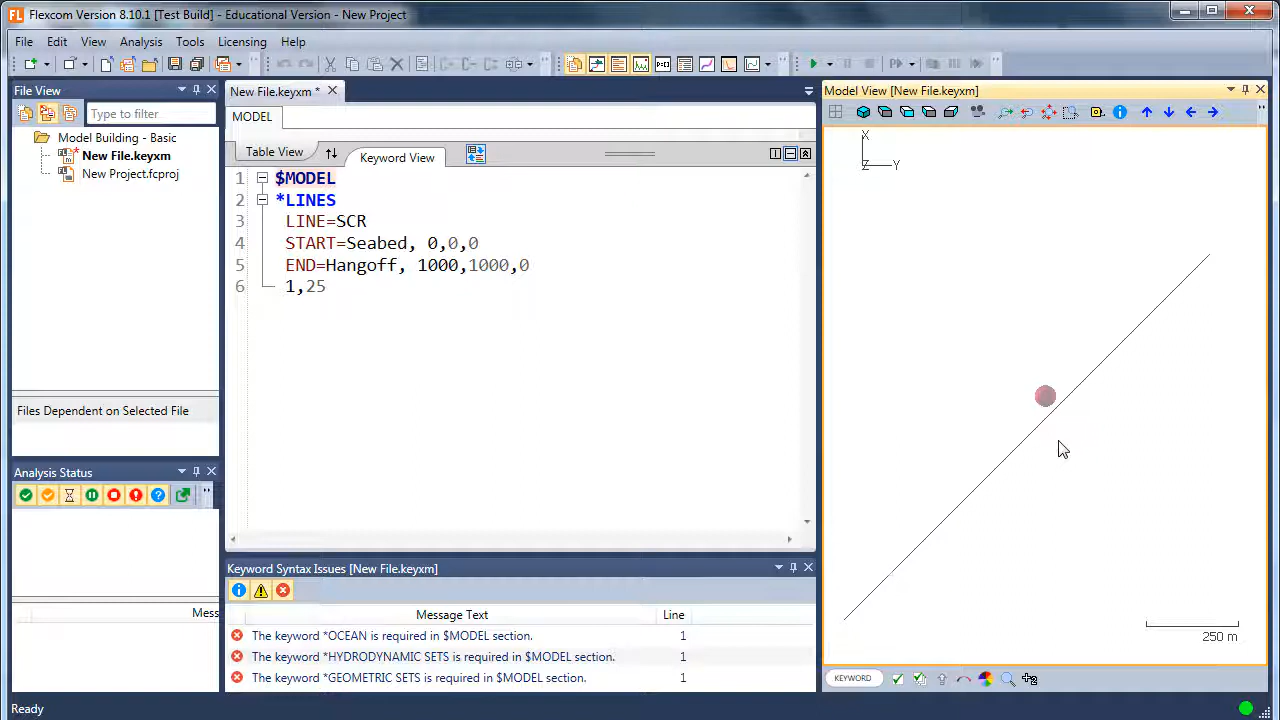 Flexcom Version 8.10.1 [Test Build] - Educational Version - New Project
File Edit View Analysis Tools Licensing Help
File View
Type to filter
Model Building - Basic
New File.keyxm
New Project.fcproj
Files Dependent on Selected File
Analysis Status
Mess
New File.keyxm *
MODEL
Table View
Keyword View
1 $MODEL
2 *LINES
3 LINE=SCR
4 START=Seabed, 0,0,0
5 END=Hangoff, 1000,1000,0
6 1,25
Keyword Syntax Issues [New File.keyxm]
Message Text Line
The keyword *OCEAN is required in $MODEL section. 1
The keyword *HYDRODYNAMIC SETS is required in $MODEL section. 1
The keyword *GEOMETRIC SETS is required in $MODEL section. 1
Model View [New File.keyxm]
X
Z Y
250 m
KEYWORD
Ready